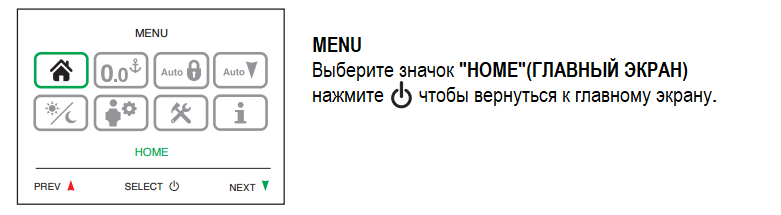 MENU
0.0
Auto
Auto
i
HOME
PREV
SELECT
NEXT
MENU
Выберите значок "HOME"(ГЛАВНЫЙ ЭКРАН)
нажмите чтобы вернуться к главному экрану.